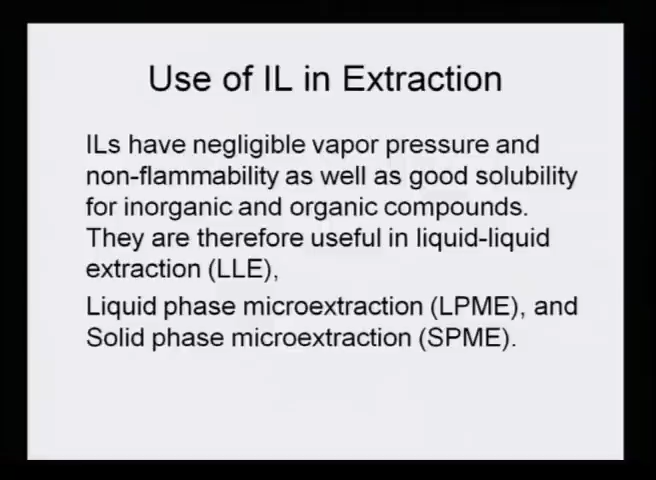 Use of IL in Extraction
ILs have negligible vapor pressure and
non-flammability as well as good solubility
for inorganic and organic compounds.
They are therefore useful in liquid-liquid
extraction (LLE),
Liquid phase microextraction (LPME), and
Solid phase microextraction (SPME).